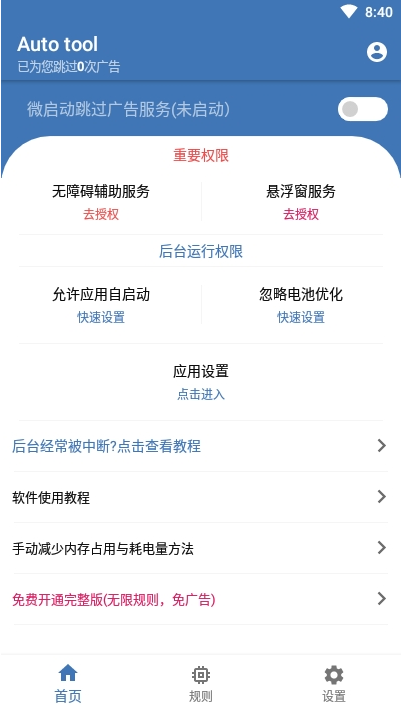 8:40
Auto tool
已为您跳过0次广告
微启动跳过广告服务(未启动)
重要权限
无障碍辅助服务
悬浮窗服务
去授权
去授权
后台运行权限
允许应用自启动
忽略电池优化
快速设置
快速设置
应用设置
点击进入
后台经常被中断?点击查看教程
软件使用教程
手动减少内存占用与耗电量方法
免费开通完整版(无限规则，免广告)
首页
规则
设置